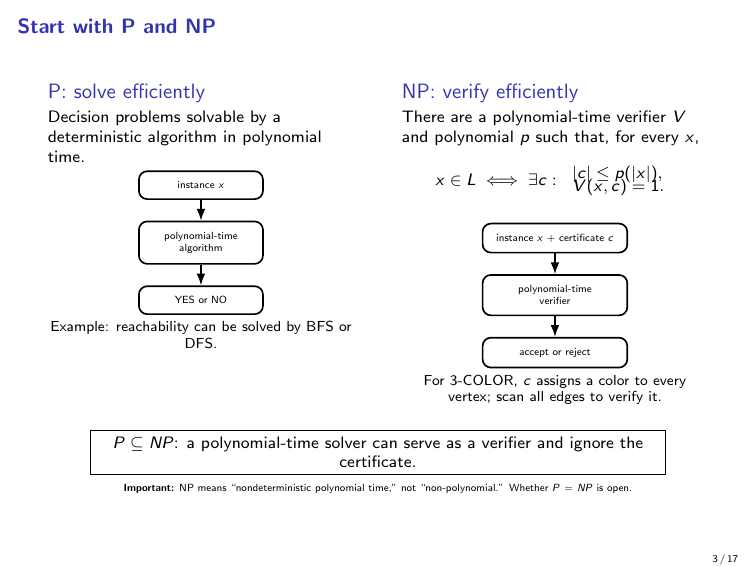 Start with P and NP
P: solve efficiently
Decision problems solvable by a
deterministic algorithm in polynomial
time.
instance x
polynomial-time
algorithm
YES or NO
Example: reachability can be solved by BFS or
DFS.
NP: verify efficiently
There are a polynomial-time verifier V
and polynomial p such that, for every x,
x ∈ L ⟺ ∃c : |c| ≤ p(|x|),
V(x, c) = 1.
instance x + certificate c
polynomial-time
verifier
accept or reject
For 3-COLOR, c assigns a color to every
vertex; scan all edges to verify it.
P ⊆ NP: a polynomial-time solver can serve as a verifier and ignore the
certificate.
Important: NP means “nondeterministic polynomial time,” not “non-polynomial.” Whether P = NP is open.
3 / 17